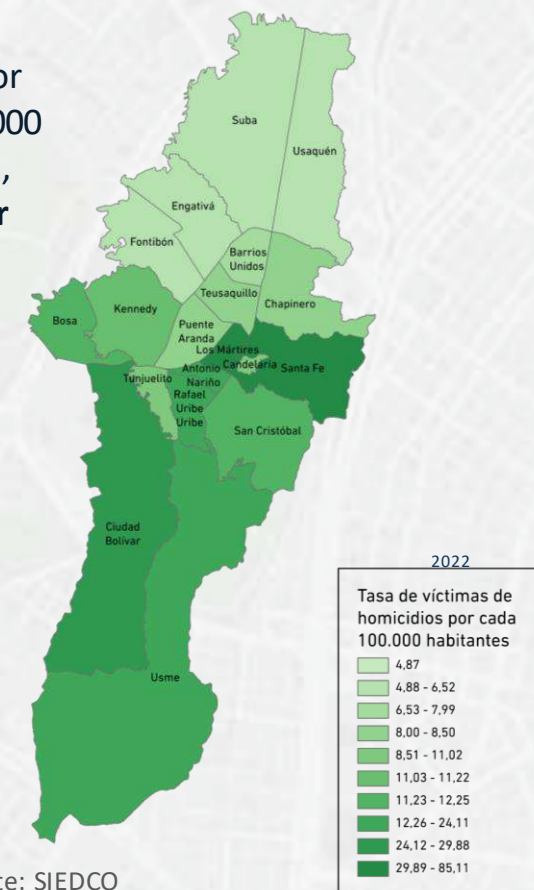 or
000
,
r
Suba
Usaquén
Engativá
Fontibón
Barrios
Unidos
Teusaquillo
Chapinero
Kennedy
Bosa
Puente
Aranda
Los Mártires
Candelaria
Santa Fe
Antonio
Nariño
Tunjuelito
Rafael
Uribe
Uribe
San Cristóbal
Ciudad
Bolívar
Usme
2022
Tasa de víctimas de
homicidios por cada
100.000 habitantes
4,87
4,88 - 6,52
6,53 - 7,99
8,00 - 8,50
8,51 - 11,02
11,03 - 11,22
11,23 - 12,25
12,26 - 24,11
24,12 - 29,88
29,89 - 85,11
te: SIEDCO